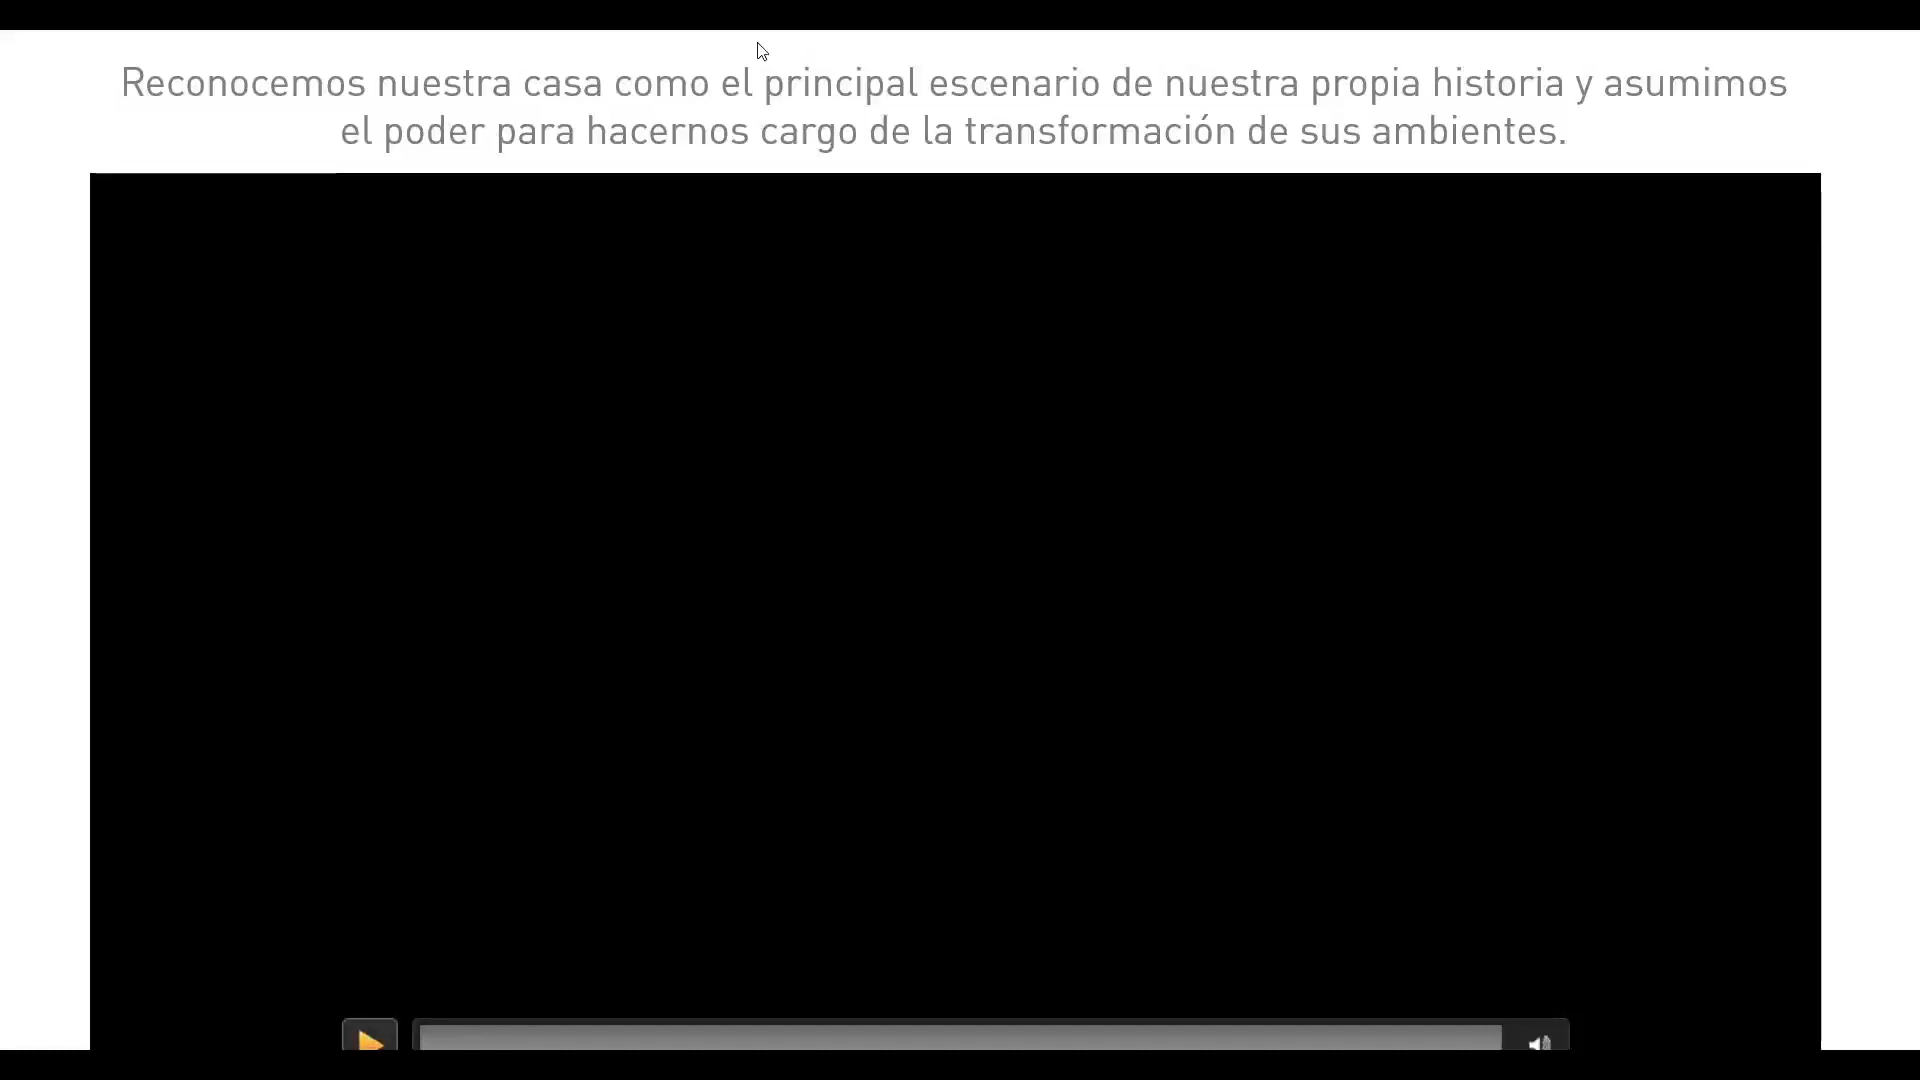 Reconocemos nuestra casa como el principal escenario de nuestra propia historia y asumimos
el poder para hacernos cargo de la transformación de sus ambientes.